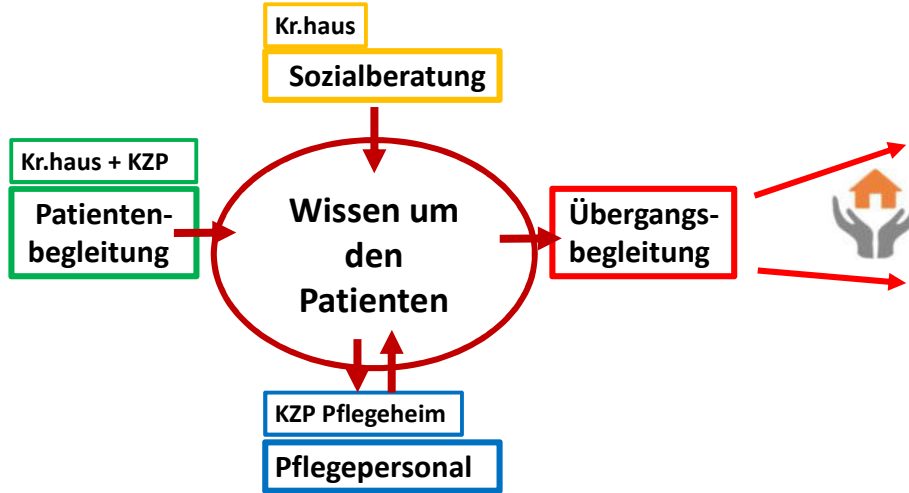 Kr.haus
Sozialberatung
Kr.haus + KZP
Patienten-
begleitung
Wissen um
den
Patienten
Übergangs-
begleitung
KZP Pflegeheim
Pflegepersonal